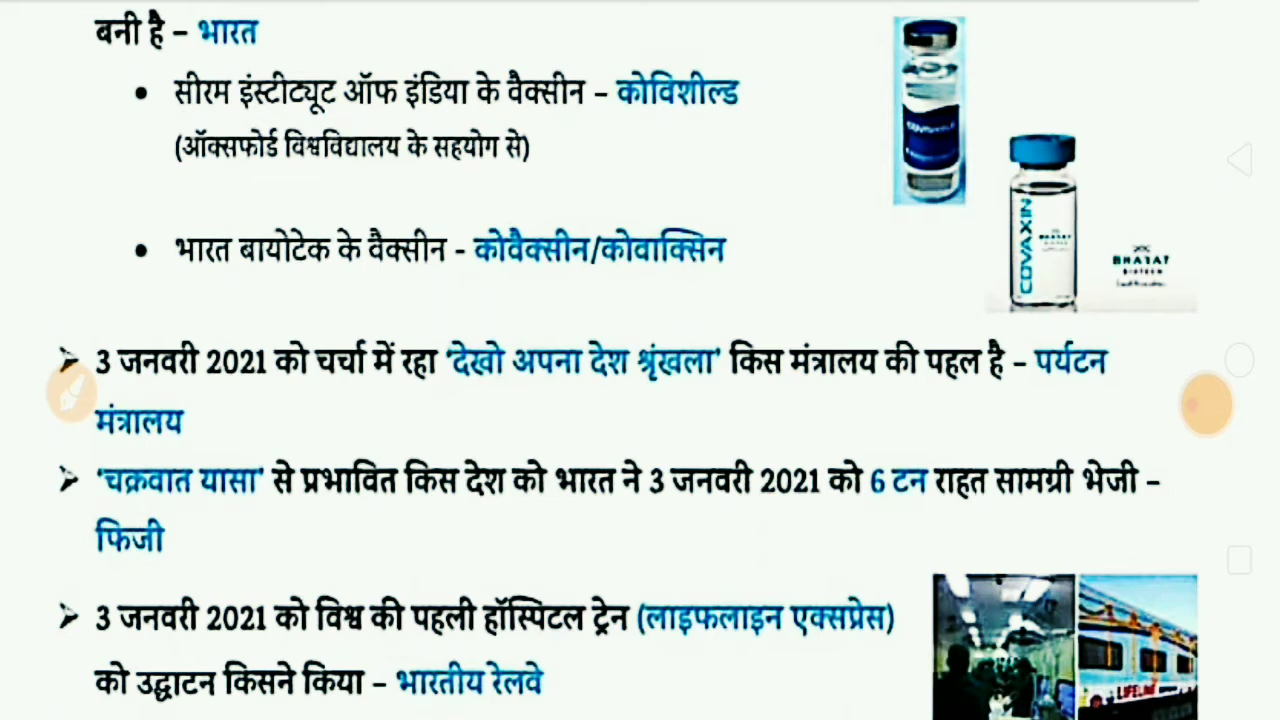 बनी है – भारत
• सीरम इंस्टीट्यूट ऑफ इंडिया के वैक्सीन – कोविशील्ड
(ऑक्सफोर्ड विश्वविद्यालय के सहयोग से)
• भारत बायोटेक के वैक्सीन - कोवैक्सीन/कोवाक्सिन
COVAXIN
BHARAT
BIOTECH
➢ 3 जनवरी 2021 को चर्चा में रहा 'देखो अपना देश श्रृंखला' किस मंत्रालय की पहल है – पर्यटन
मंत्रालय
➢ 'चक्रवात यासा' से प्रभावित किस देश को भारत ने 3 जनवरी 2021 को 6 टन राहत सामग्री भेजी –
फिजी
➢ 3 जनवरी 2021 को विश्व की पहली हॉस्पिटल ट्रेन (लाइफलाइन एक्सप्रेस)
को उद्घाटन किसने किया – भारतीय रेलवे
LIFELINE